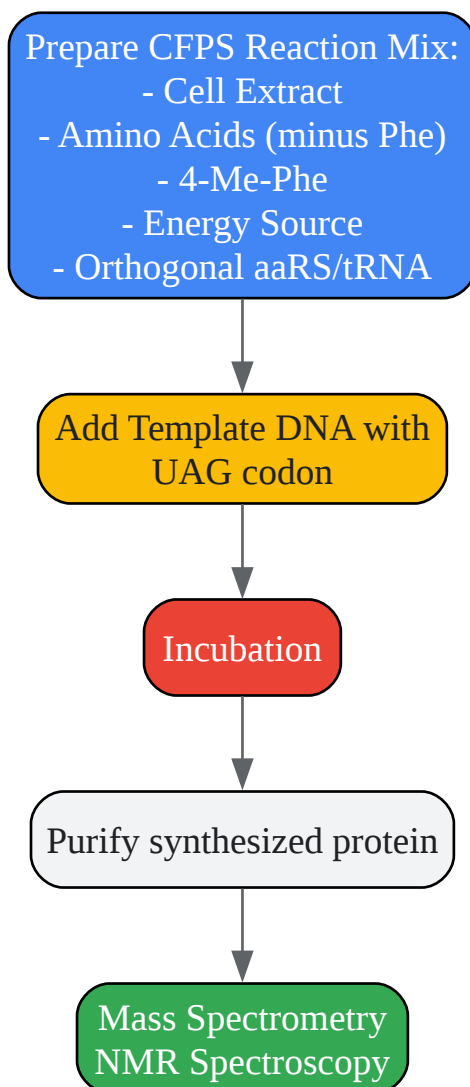 Prepare CFPS Reaction Mix:
- Cell Extract
- Amino Acids (minus Phe)
- 4-Me-Phe
- Energy Source
- Orthogonal aaRS/tRNA
Add Template DNA with
UAG codon
Incubation
Purify synthesized protein
Mass Spectrometry
NMR Spectroscopy